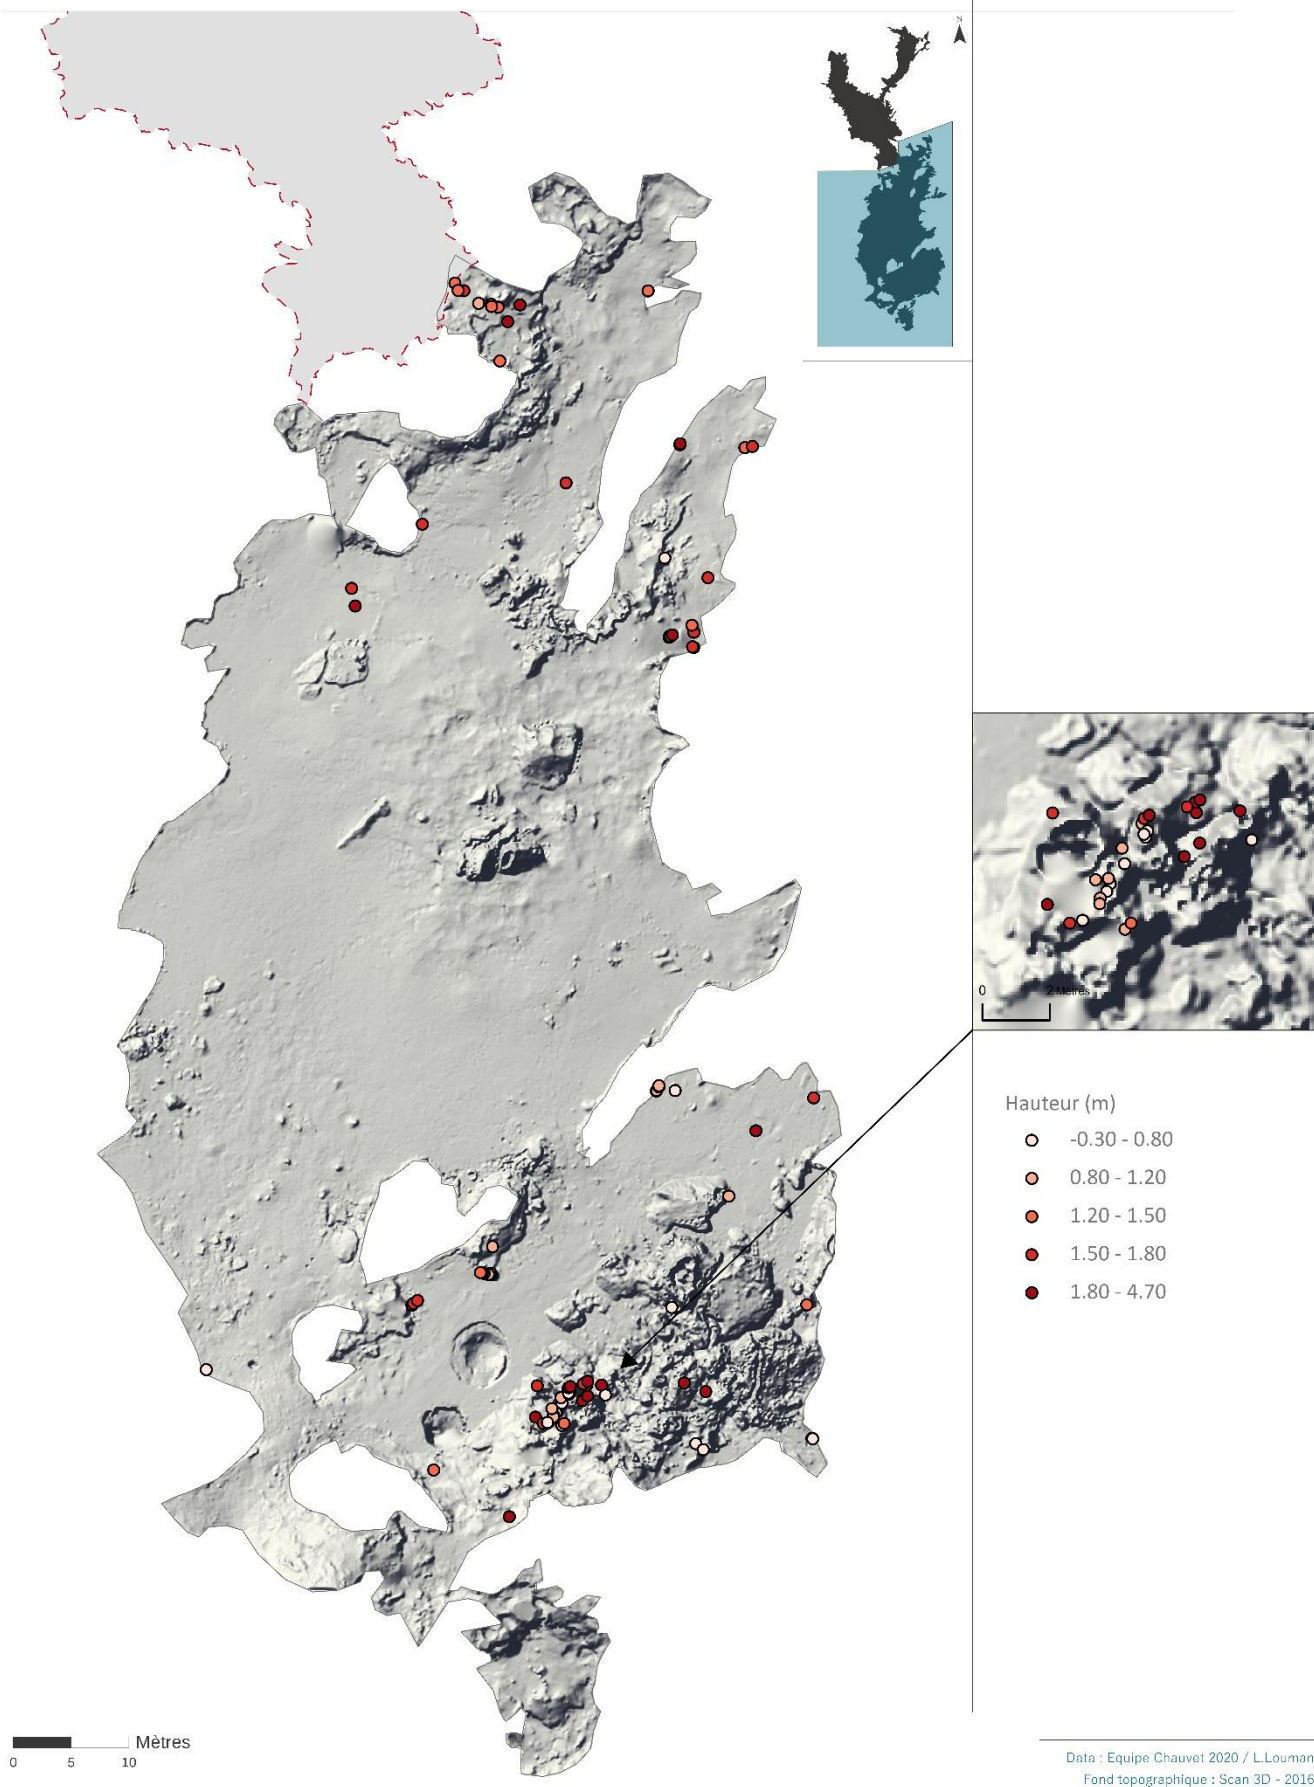 N
0
2 Mètres
Hauteur (m)
-0.30 - 0.80
0.80 - 1.20
1.20 - 1.50
1.50 - 1.80
1.80 - 4.70
Mètres
0 5 10
Data : Equipe Chauvet 2020 / L.Louman
Fond topographique : Scan 3D - 2016